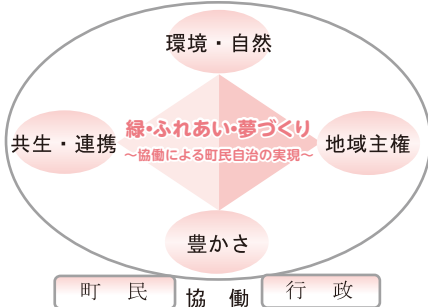 環境・自然
緑・ふれあい・夢づくり
共生・連携
～協働による町民自治の実現～
地域主権
豊かさ
町　民
協　働
行　政